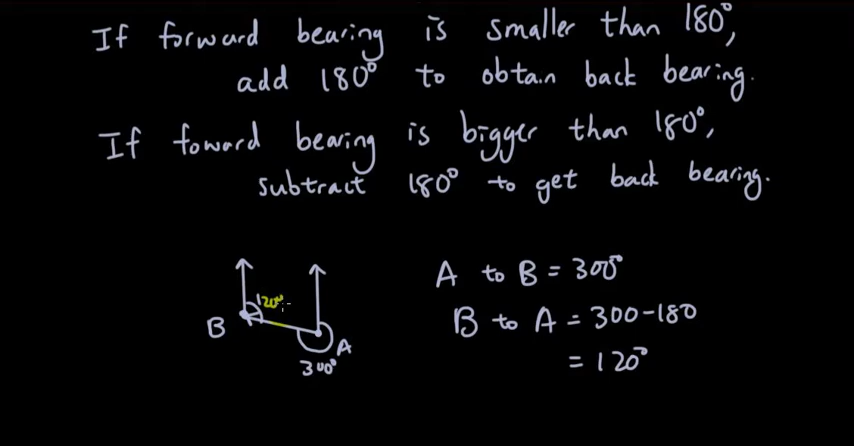 If forward bearing is smaller than 180°,
add 180° to obtain back bearing.
If foward bearing is bigger than 180°,
subtract 180° to get back bearing.
A to B = 300°
B to A = 300-180
= 120°
120°
B
A
300°